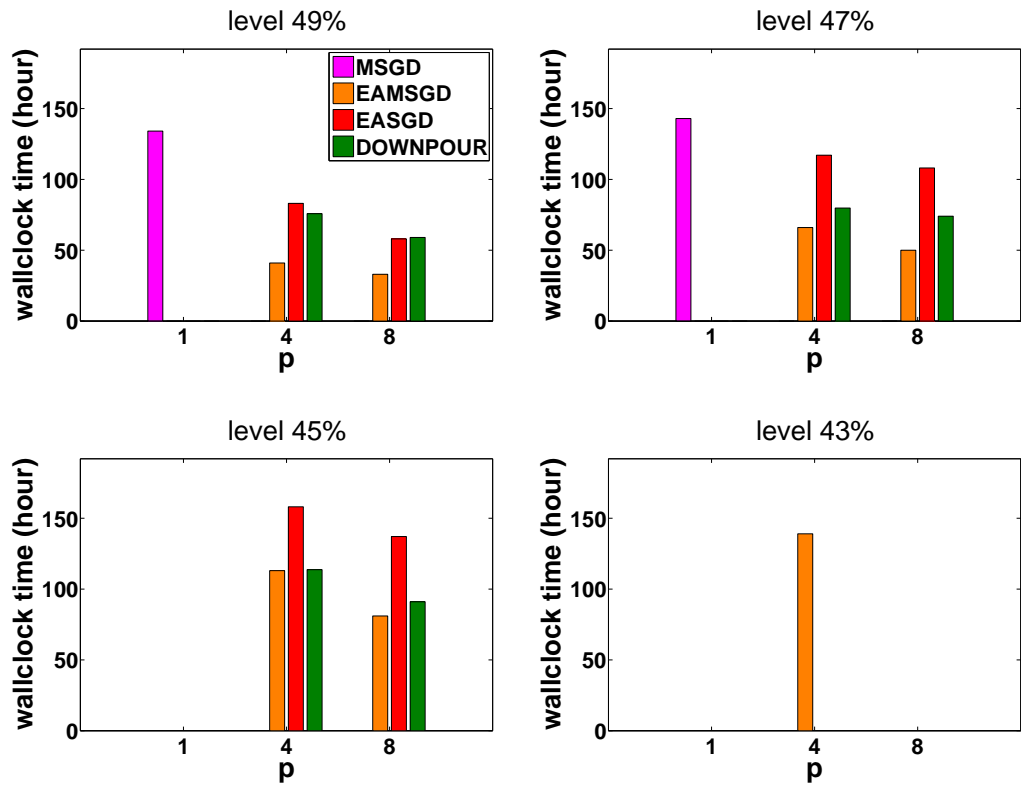 level 49%
wallclock time (hour)
150
100
50
0
1
4
8
p
MSGD
EAMSGD
EASGD
DOWNPOUR
level 47%
wallclock time (hour)
150
100
50
0
1
4
8
p
level 45%
wallclock time (hour)
150
100
50
0
1
4
8
p
level 43%
wallclock time (hour)
150
100
50
0
1
4
8
p